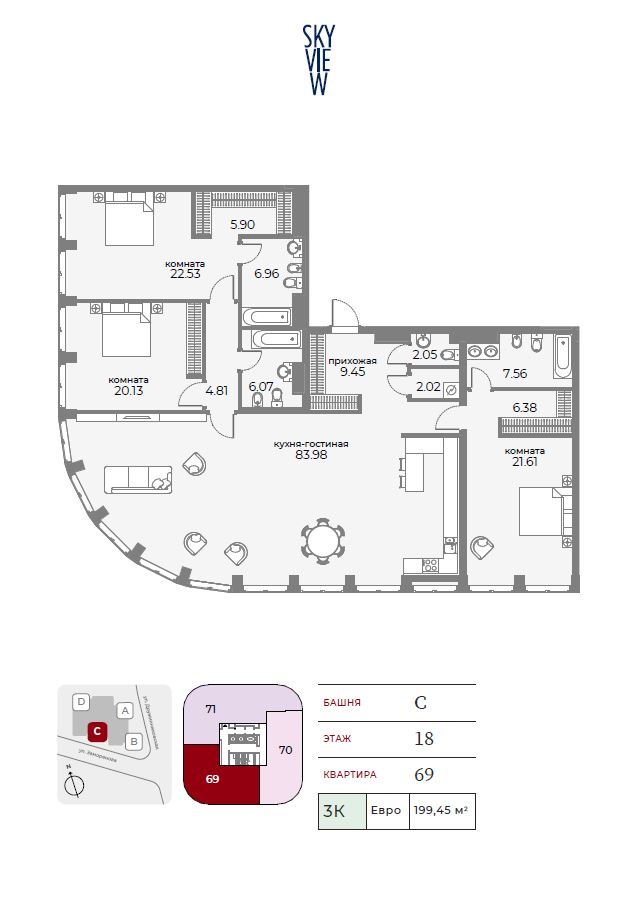 SKY
VIE
W
5.90
комната
22.53
6.96
прихожая
9.45
2.05
7.56
комната
20.13
4.81
6.07
2.02
6.38
кухня-гостиная
83.98
комната
21.61
D
A
C
B
ул. Дружинниковская
ул. Заморенова
N
71
70
69
БАШНЯ C
ЭТАЖ 18
КВАРТИРА 69
3К Евро 199,45 м²